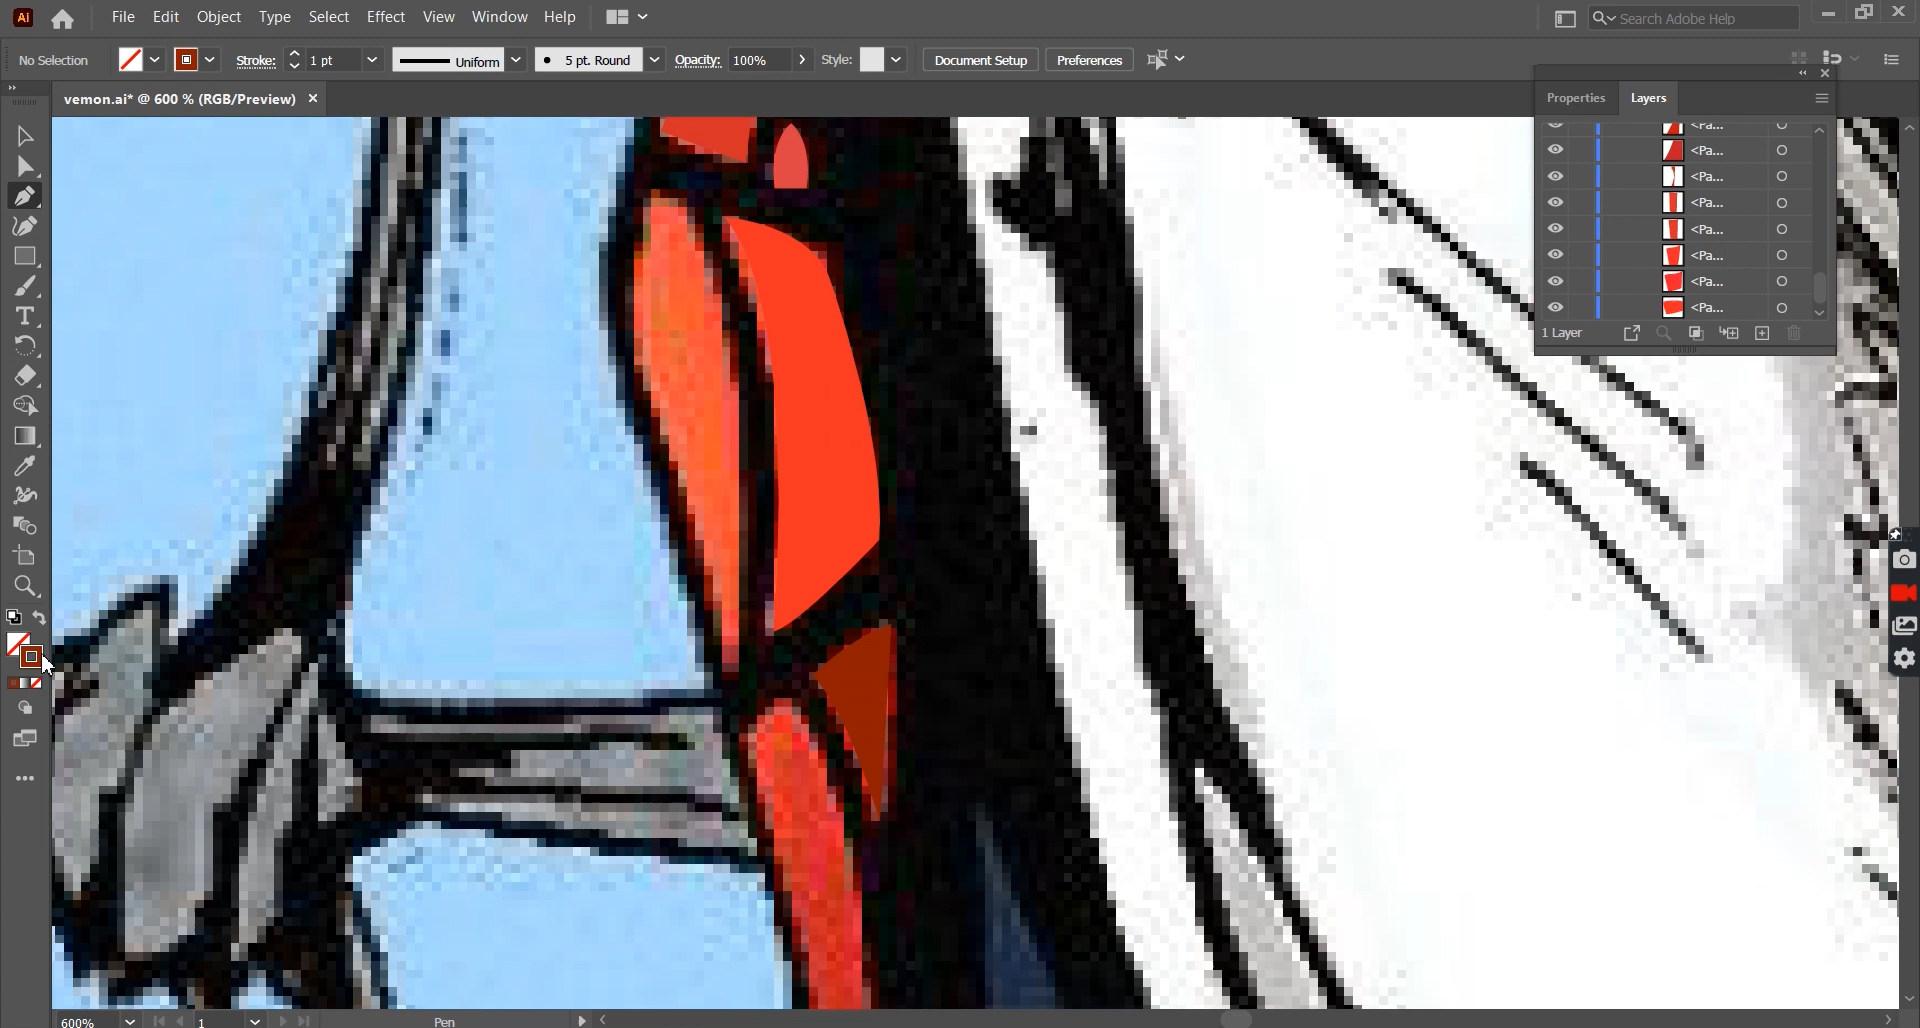 Ai File Edit Object Type Select Effect View Window Help Search Adobe Help
No Selection Stroke: 1 pt Uniform 5 pt. Round Opacity: 100% Style: Document Setup Preferences
vemon.ai* @ 600 % (RGB/Preview)
Properties Layers
<Pa...
<Pa...
<Pa...
<Pa...
<Pa...
<Pa...
<Pa...
<Pa...
1 Layer
600% 1 Pen